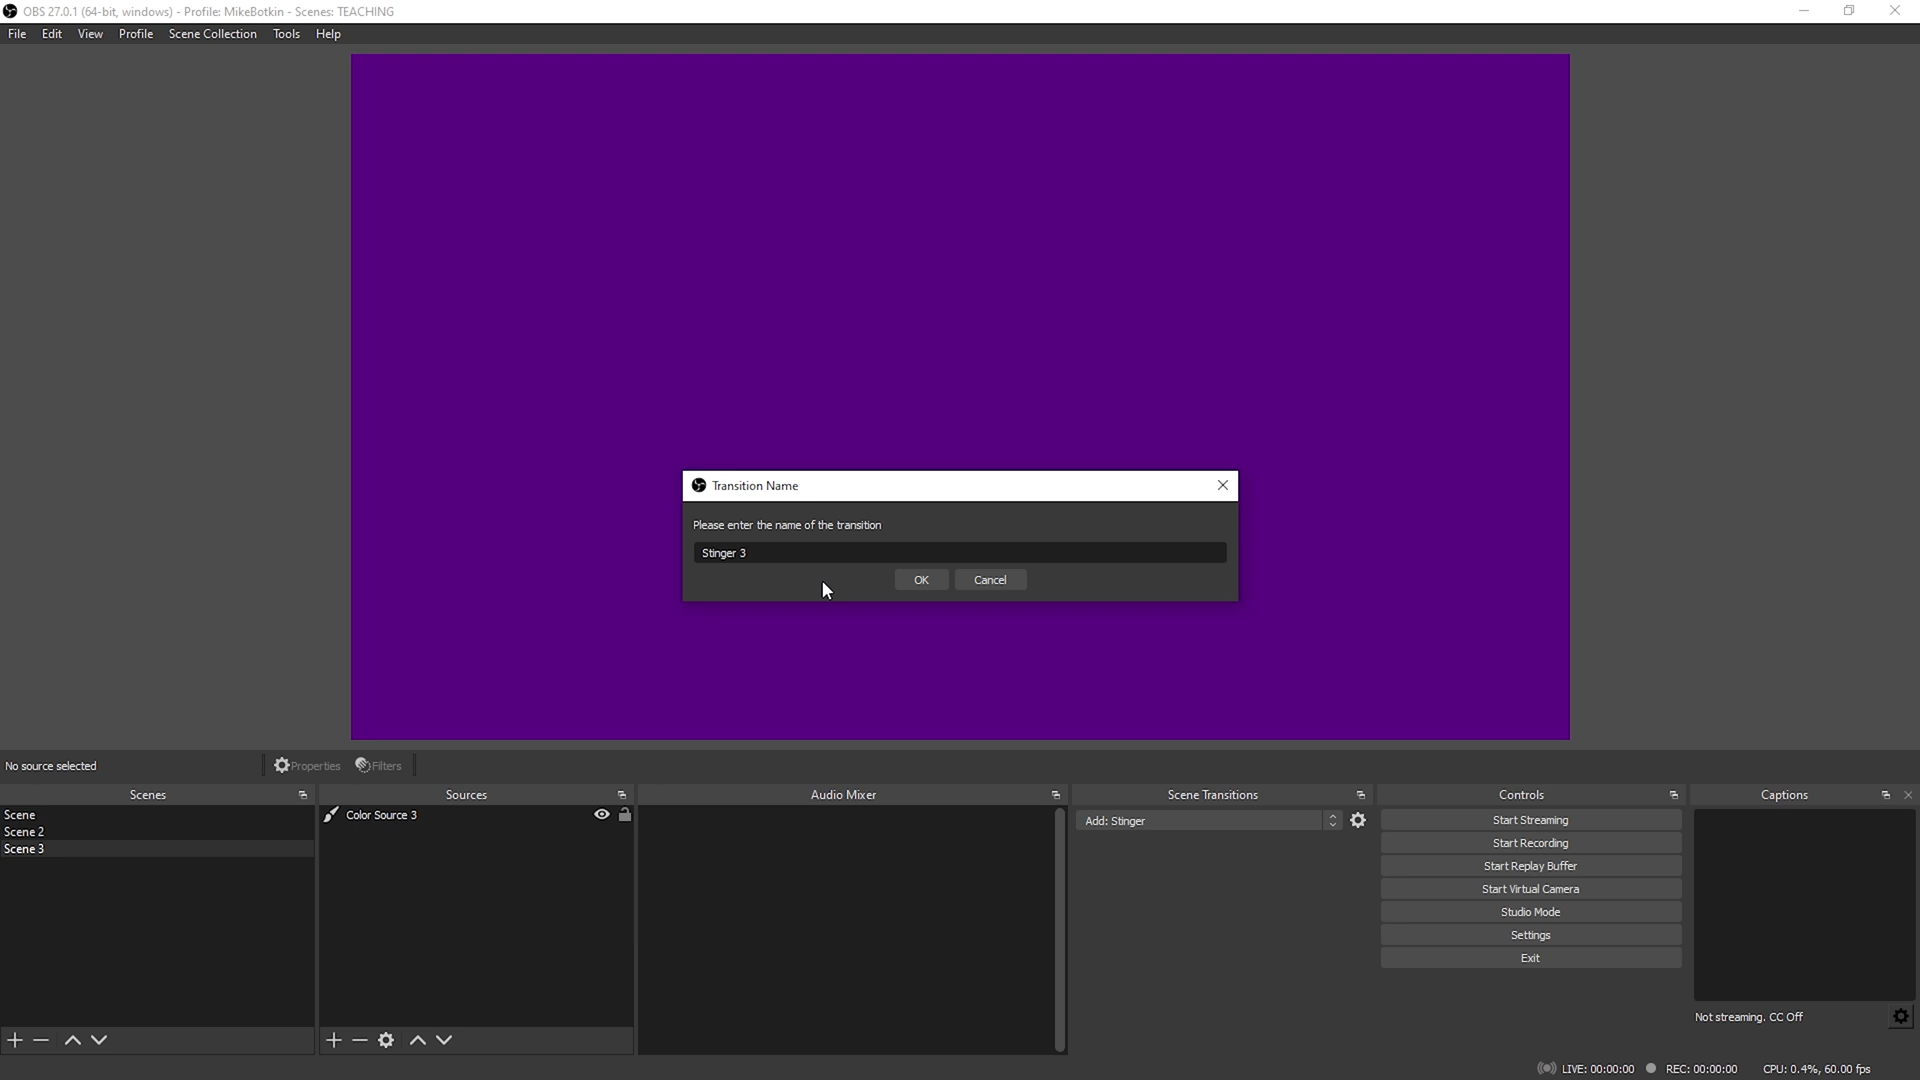 OBS 27.0.1 (64-bit, windows) - Profile: MikeBotkin - Scenes: TEACHING
File Edit View Profile Scene Collection Tools Help
Transition Name
Please enter the name of the transition
Stinger 3
OK Cancel
No source selected Properties Filters
Scenes Sources Audio Mixer Scene Transitions Controls Captions
Scene
Scene 2
Scene 3
Color Source 3
Add: Stinger
Start Streaming
Start Recording
Start Replay Buffer
Start Virtual Camera
Studio Mode
Settings
Exit
Not streaming. CC Off
LIVE: 00:00:00 REC: 00:00:00 CPU: 0.4%, 60.00 fps